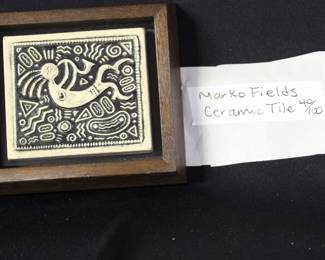 Marko Fields
Ceramic Tile 40/100